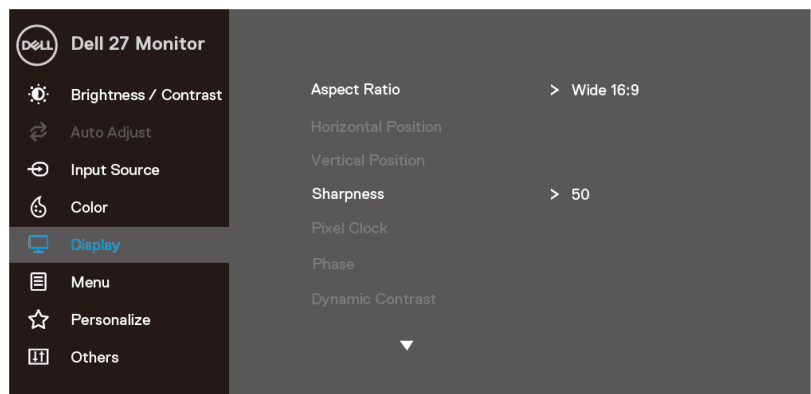 DELL Dell 27 Monitor
Brightness / Contrast
Auto Adjust
Input Source
Color
Display
Menu
Personalize
Others
Aspect Ratio > Wide 16:9
Horizontal Position
Vertical Position
Sharpness > 50
Pixel Clock
Phase
Dynamic Contrast